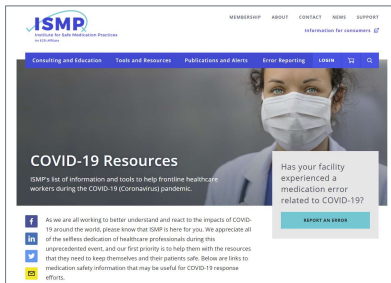 MEMBERSHIP ABOUT CONTACT NEWS SUPPORT
ISMP
Institute for Safe Medication Practices
An ECRI Affiliate
Information for consumers
Consulting and Education Tools and Resources Publications and Alerts Error Reporting LOGIN
COVID-19 Resources
ISMP's list of information and tools to help frontline healthcare
workers during the COVID-19 (Coronavirus) pandemic.
Has your facility
experienced a
medication error
related to COVID-19?
REPORT AN ERROR
As we are all working to better understand and react to the impacts of COVID-
19 around the world, please know that ISMP is here for you. We appreciate all
of the selfless dedication of healthcare professionals during this
unprecedented event, and our first priority is to help them with the resources
that they need to keep themselves and their patients safe. Below are links to
medication safety information that may be useful for COVID-19 response
efforts.